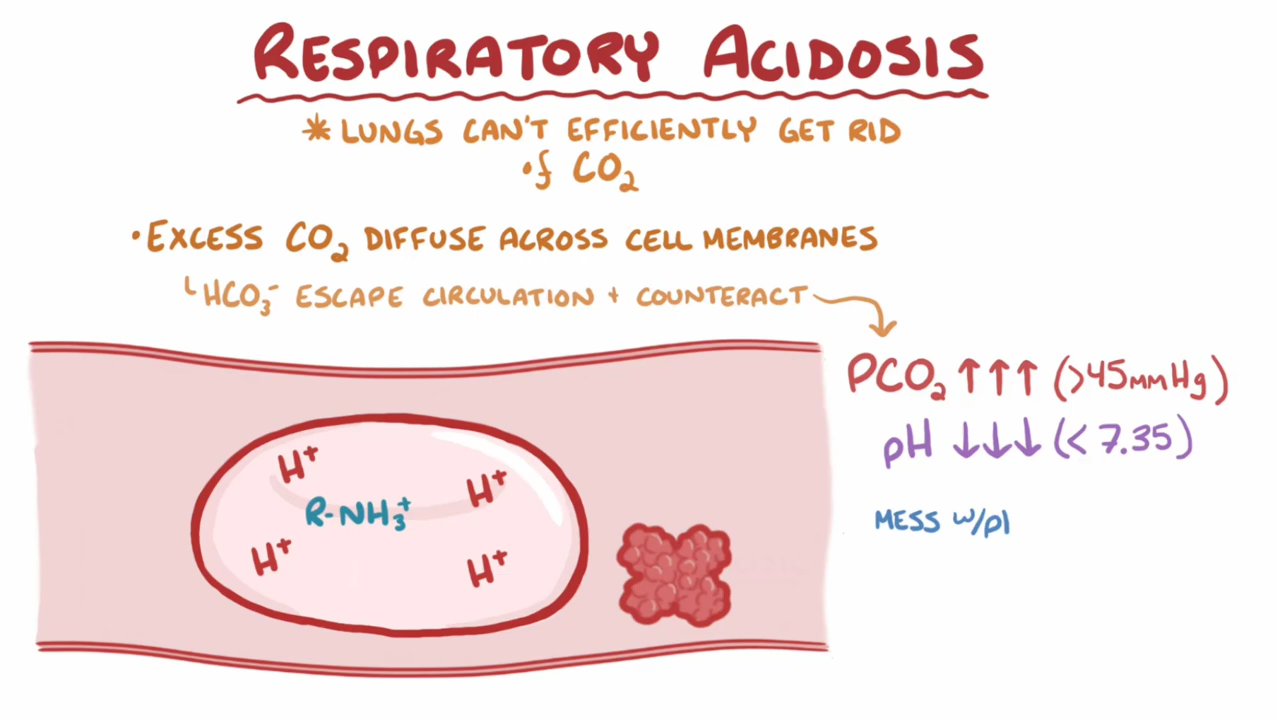 RESPIRATORY ACIDOSIS
* LUNGS CAN'T EFFICIENTLY GET RID
of CO₂
• EXCESS CO₂ DIFFUSE ACROSS CELL MEMBRANES
HCO₃⁻ ESCAPE CIRCULATION + COUNTERACT
PCO₂ ↑↑↑ (>45mmHg)
pH ↓↓↓ (<7.35)
H⁺
H⁺
R-NH₃⁺
MESS w/pl
H⁺
H⁺